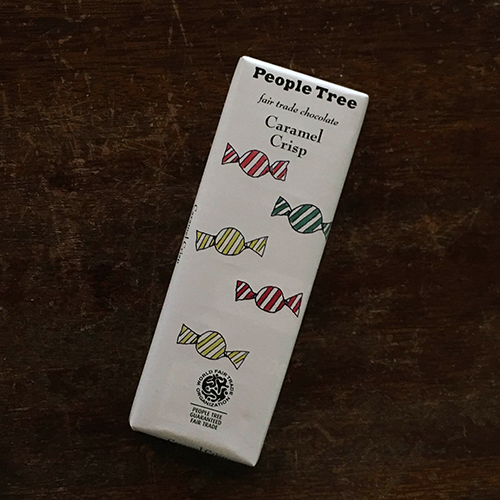 People Tree
fair trade chocolate
Caramel
Crisp
WORLD FAIR TRADE
ORGANIZATION
PEOPLE TREE
GUARANTEED
FAIR TRADE